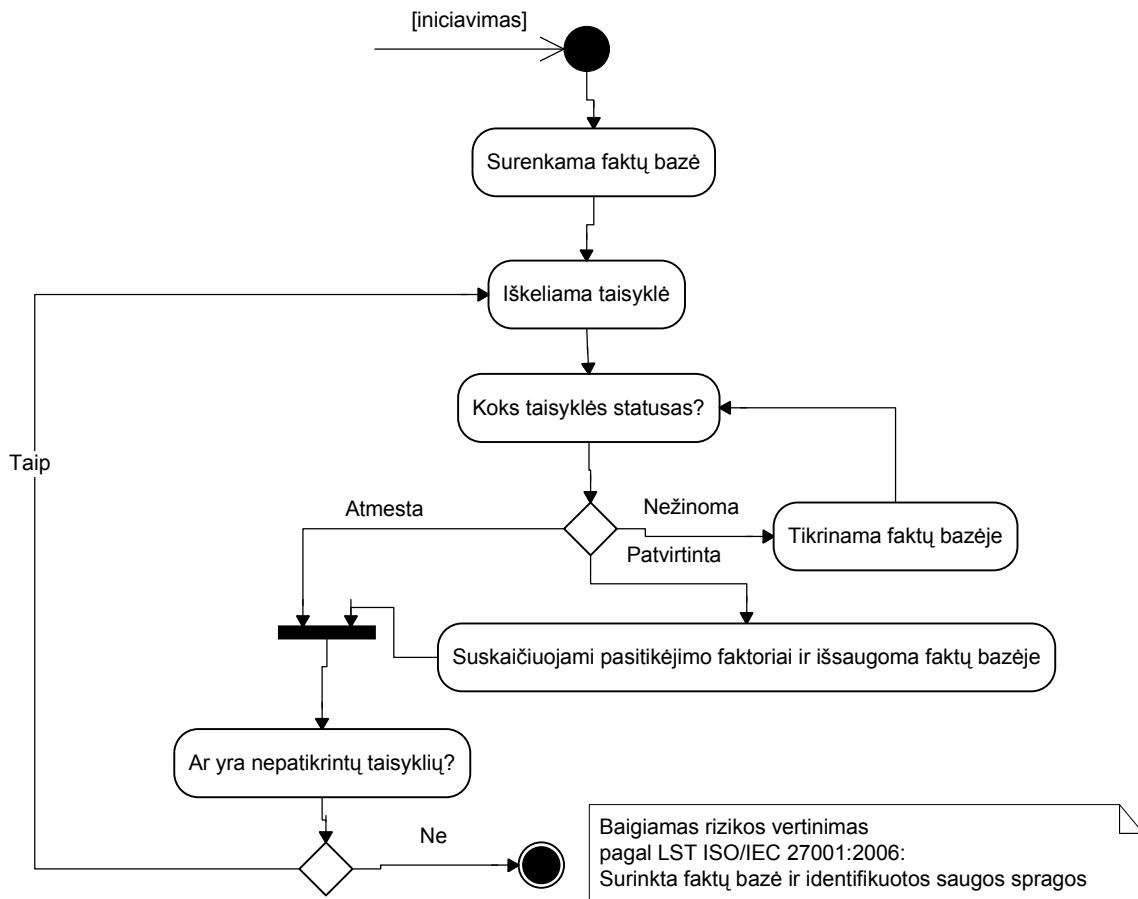 [iniciavimas]
Surenkama faktų bazė
Iškeliama taisyklė
Koks taisyklės statusas?
Taip
Atmesta
Nežinoma
Patvirtinta
Tikrinama faktų bazėje
Suskaičiuojami pasitikėjimo faktoriai ir išsaugoma faktų bazėje
Ar yra nepatikrintų taisyklių?
Ne
Baigiamas rizikos vertinimas
pagal LST ISO/IEC 27001:2006:
Surinkta faktų bazė ir identifikuotos saugos spragos